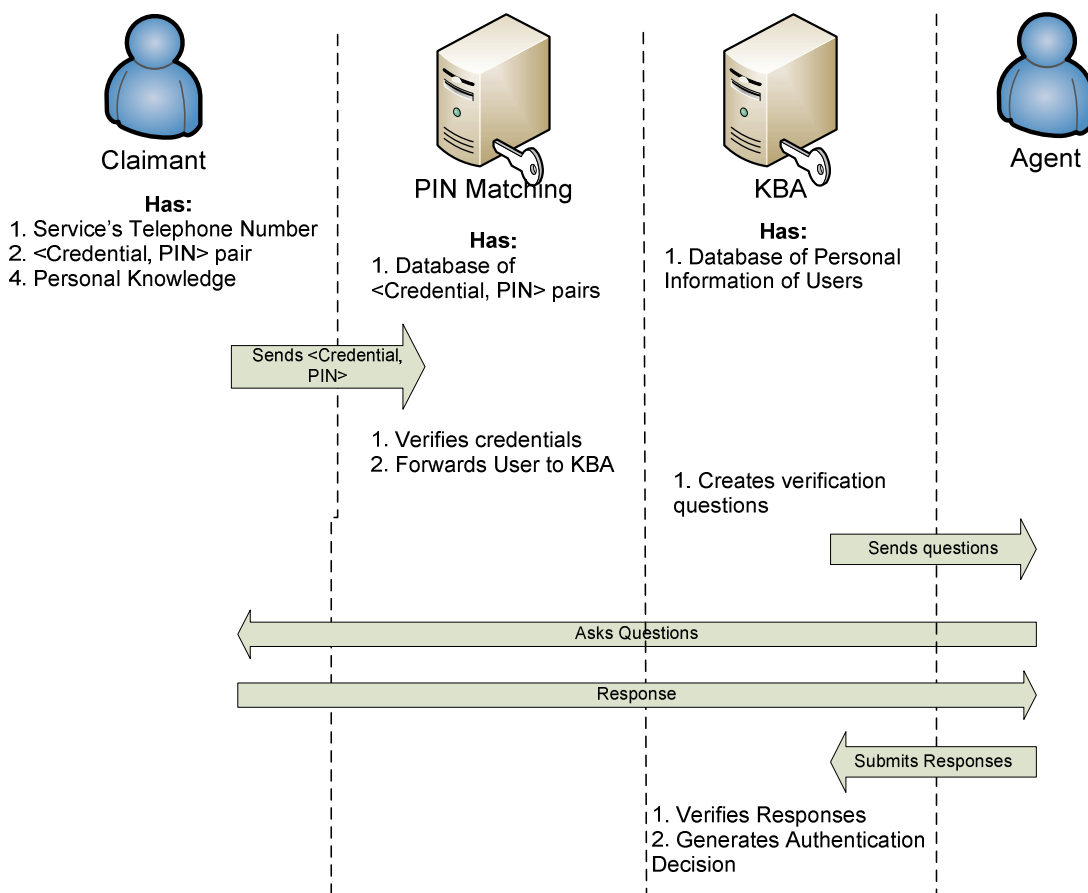 Claimant
PIN Matching
KBA
Agent
Has:
1. Service's Telephone Number
2. <Credential, PIN> pair
4. Personal Knowledge
Has:
1. Database of
<Credential, PIN> pairs
Has:
1. Database of Personal
Information of Users
Sends <Credential,
PIN>
1. Verifies credentials
2. Forwards User to KBA
1. Creates verification
questions
Sends questions
Asks Questions
Response
Submits Responses
1. Verifies Responses
2. Generates Authentication
Decision